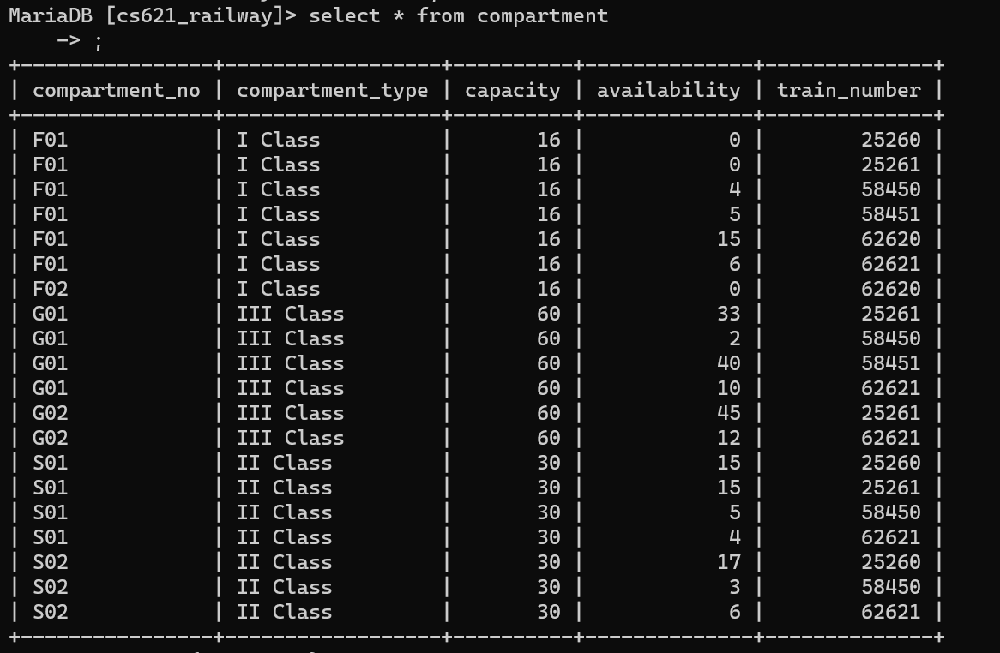 MariaDB [cs621_railway]> select * from compartment
    -> ;
+----------------+-------------------+----------+--------------+--------------+
| compartment_no | compartment_type | capacity | availability | train_number |
+----------------+-------------------+----------+--------------+--------------+
| F01            | I Class          |       16 |            0 |        25260 |
| F01            | I Class          |       16 |            0 |        25261 |
| F01            | I Class          |       16 |            4 |        58450 |
| F01            | I Class          |       16 |            5 |        58451 |
| F01            | I Class          |       16 |           15 |        62620 |
| F01            | I Class          |       16 |            6 |        62621 |
| F02            | I Class          |       16 |            0 |        62620 |
| G01            | III Class        |       60 |           33 |        25261 |
| G01            | III Class        |       60 |            2 |        58450 |
| G01            | III Class        |       60 |           40 |        58451 |
| G01            | III Class        |       60 |           10 |        62621 |
| G02            | III Class        |       60 |           45 |        25261 |
| G02            | III Class        |       60 |           12 |        62621 |
| S01            | II Class         |       30 |           15 |        25260 |
| S01            | II Class         |       30 |           15 |        25261 |
| S01            | II Class         |       30 |            5 |        58450 |
| S01            | II Class         |       30 |            4 |        62621 |
| S02            | II Class         |       30 |           17 |        25260 |
| S02            | II Class         |       30 |            3 |        58450 |
| S02            | II Class         |       30 |            6 |        62621 |
+----------------+-------------------+----------+--------------+--------------+